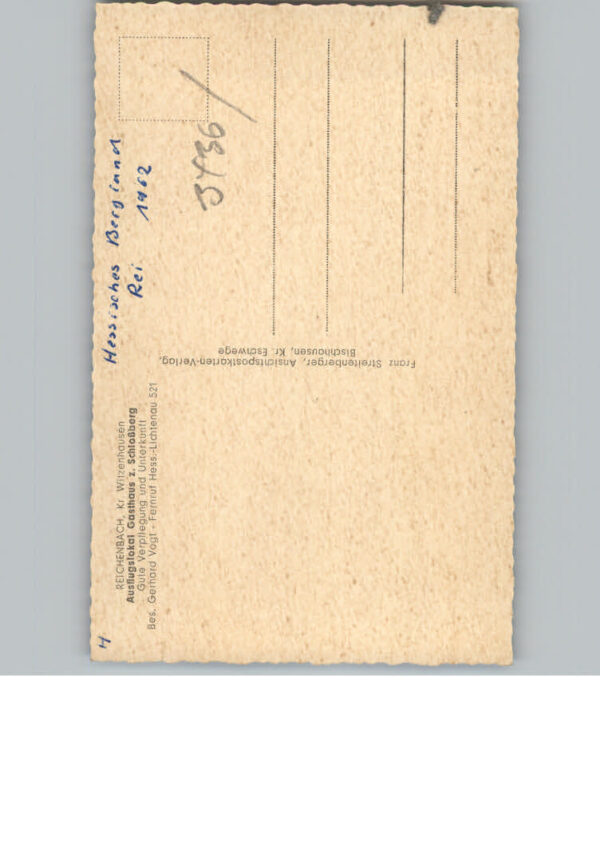 REICHENBACH, Kr. Witzenhausen
Ausflugslokal Gasthaus z. Schloßberg
Gute Verpflegung und Unterkunft
Bes. Gerhard Vogt - Fernruf Hess.-Lichtenau 521
Franz Streitenberger, Ansichtspostkarten-Verlag,
Bischhausen, Kr. Eschwege
Hessisches Bergland
Rei 1962
3436/
4